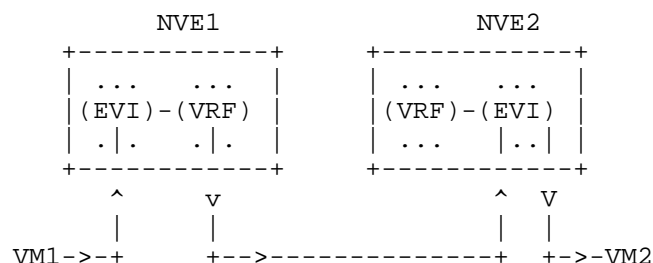 NVE1 NVE2
+------------+ +------------+
| ... ... | | ... ... |
|(EVI)-(VRF) | |(VRF)-(EVI) |
| .|. .|. | | ... |..| |
+------------+ +------------+
^ v ^ V
| | | |
VM1->-+ +-->--------------+ +->-VM2